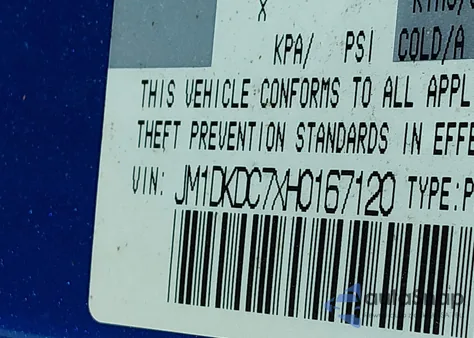 X
KPA/ PSI COLD/A
THIS VEHICLE CONFORMS TO ALL APPL
THEFT PREVENTION STANDARDS IN EFFE
VIN: JM1DKDC7XH0167120 TYPE:P